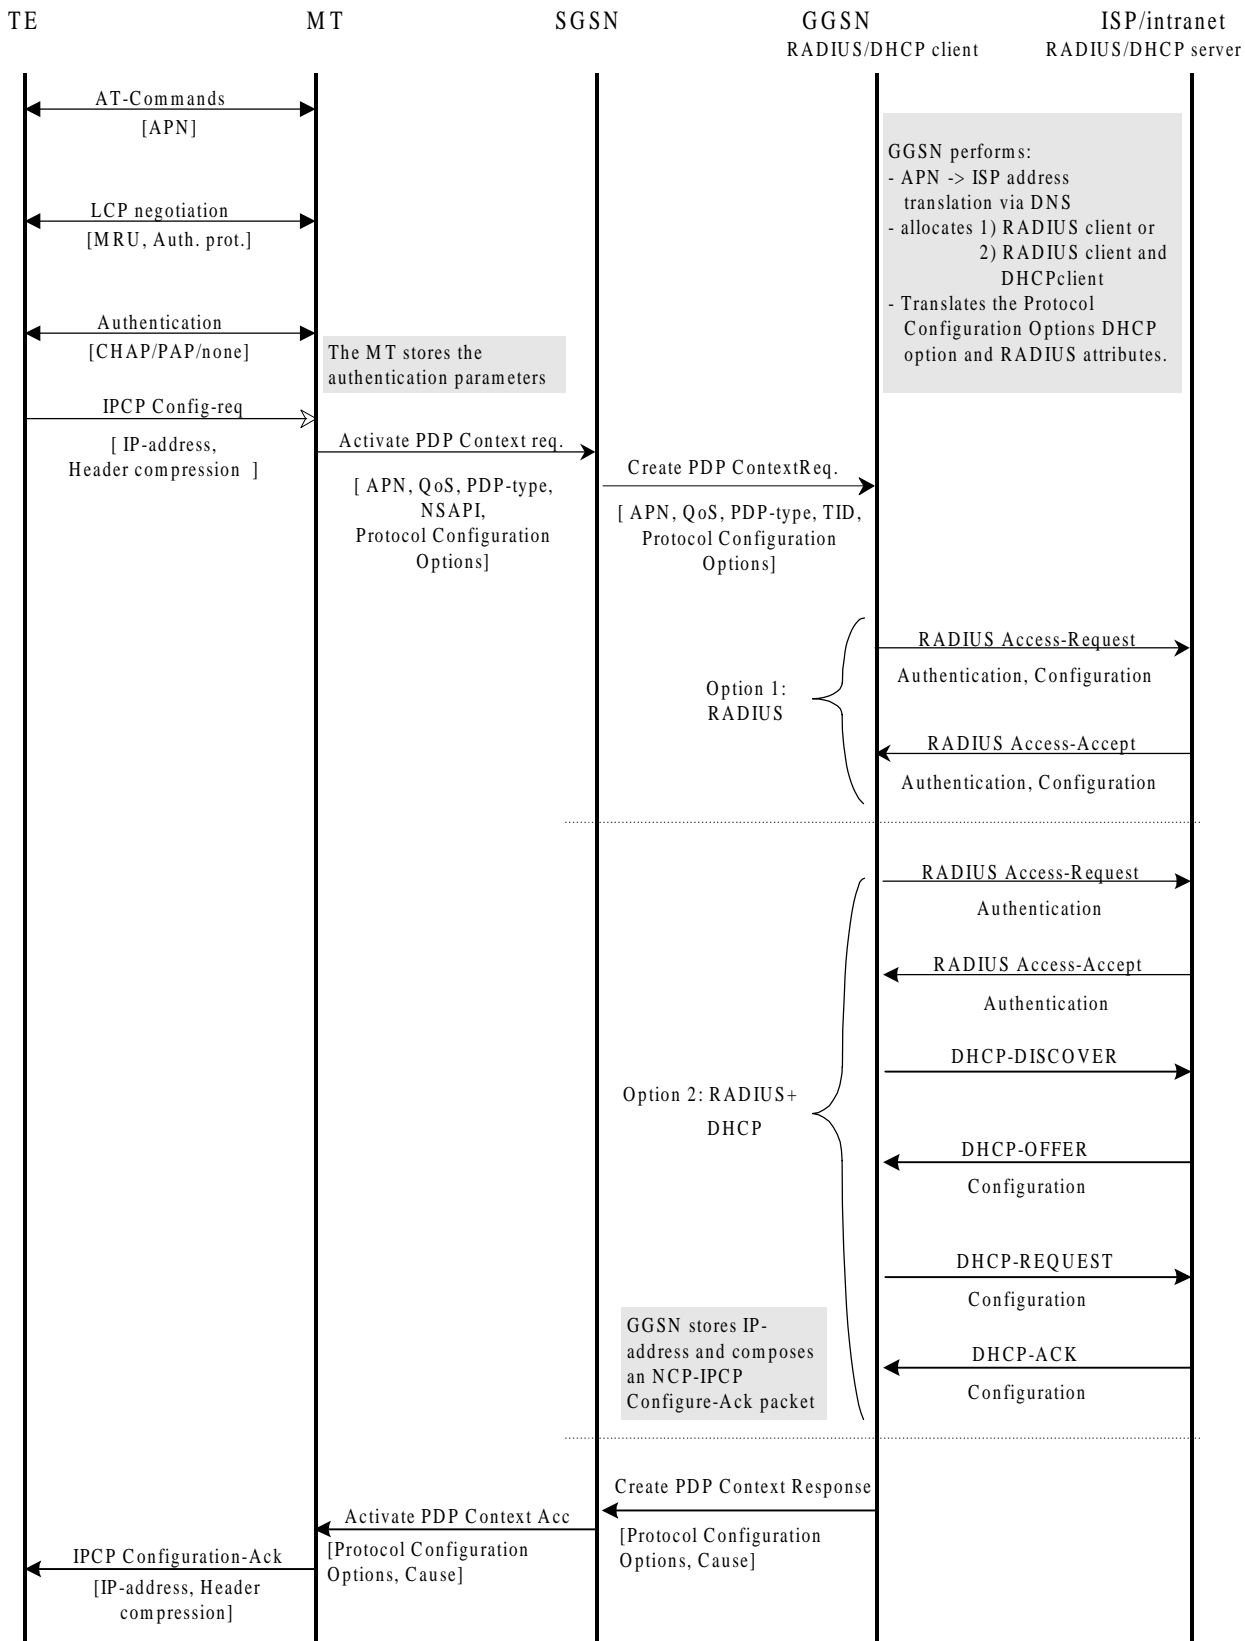 TE
MT
SGSN
GGSN
ISP/intranet
RADIUS/DHCP client
RADIUS/DHCP server
AT-Commands
[APN]
GGSN performs:
- APN -> ISP address
translation via DNS
- allocates 1) RADIUS client or
2) RADIUS client and
DHCPclient
- Translates the Protocol
Configuration Options DHCP
option and RADIUS attributes.
LCP negotiation
[MRU, Auth. prot.]
Authentication
[CHAP/PAP/none]
The MT stores the
authentication parameters
IPCP Config-req
[ IP-address,
Header compression ]
Activate PDP Context req.
[ APN, QoS, PDP-type,
NSAPI,
Protocol Configuration
Options]
Create PDP ContextReq.
[ APN, QoS, PDP-type, TID,
Protocol Configuration
Options]
RADIUS Access-Request
Authentication, Configuration
Option 1:
RADIUS
RADIUS Access-Accept
Authentication, Configuration
RADIUS Access-Request
Authentication
RADIUS Access-Accept
Authentication
DHCP-DISCOVER
Option 2: RADIUS+
DHCP
DHCP-OFFER
Configuration
DHCP-REQUEST
Configuration
GGSN stores IP-
address and composes
an NCP-IPCP
Configure-Ack packet
DHCP-ACK
Configuration
Create PDP Context Response
[Protocol Configuration
Options, Cause]
Activate PDP Context Acc
[Protocol Configuration
Options, Cause]
IPCP Configuration-Ack
[IP-address, Header
compression]